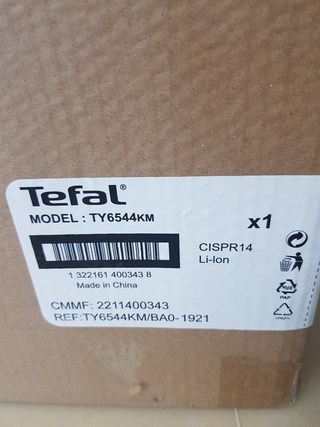 Tefal®
MODEL : TY6544KM
x1
CISPR14
Li-Ion
1 322161 400343 8
Made in China
CMMF: 2211400343
REF:TY6544KM/BA0-1921
PAP